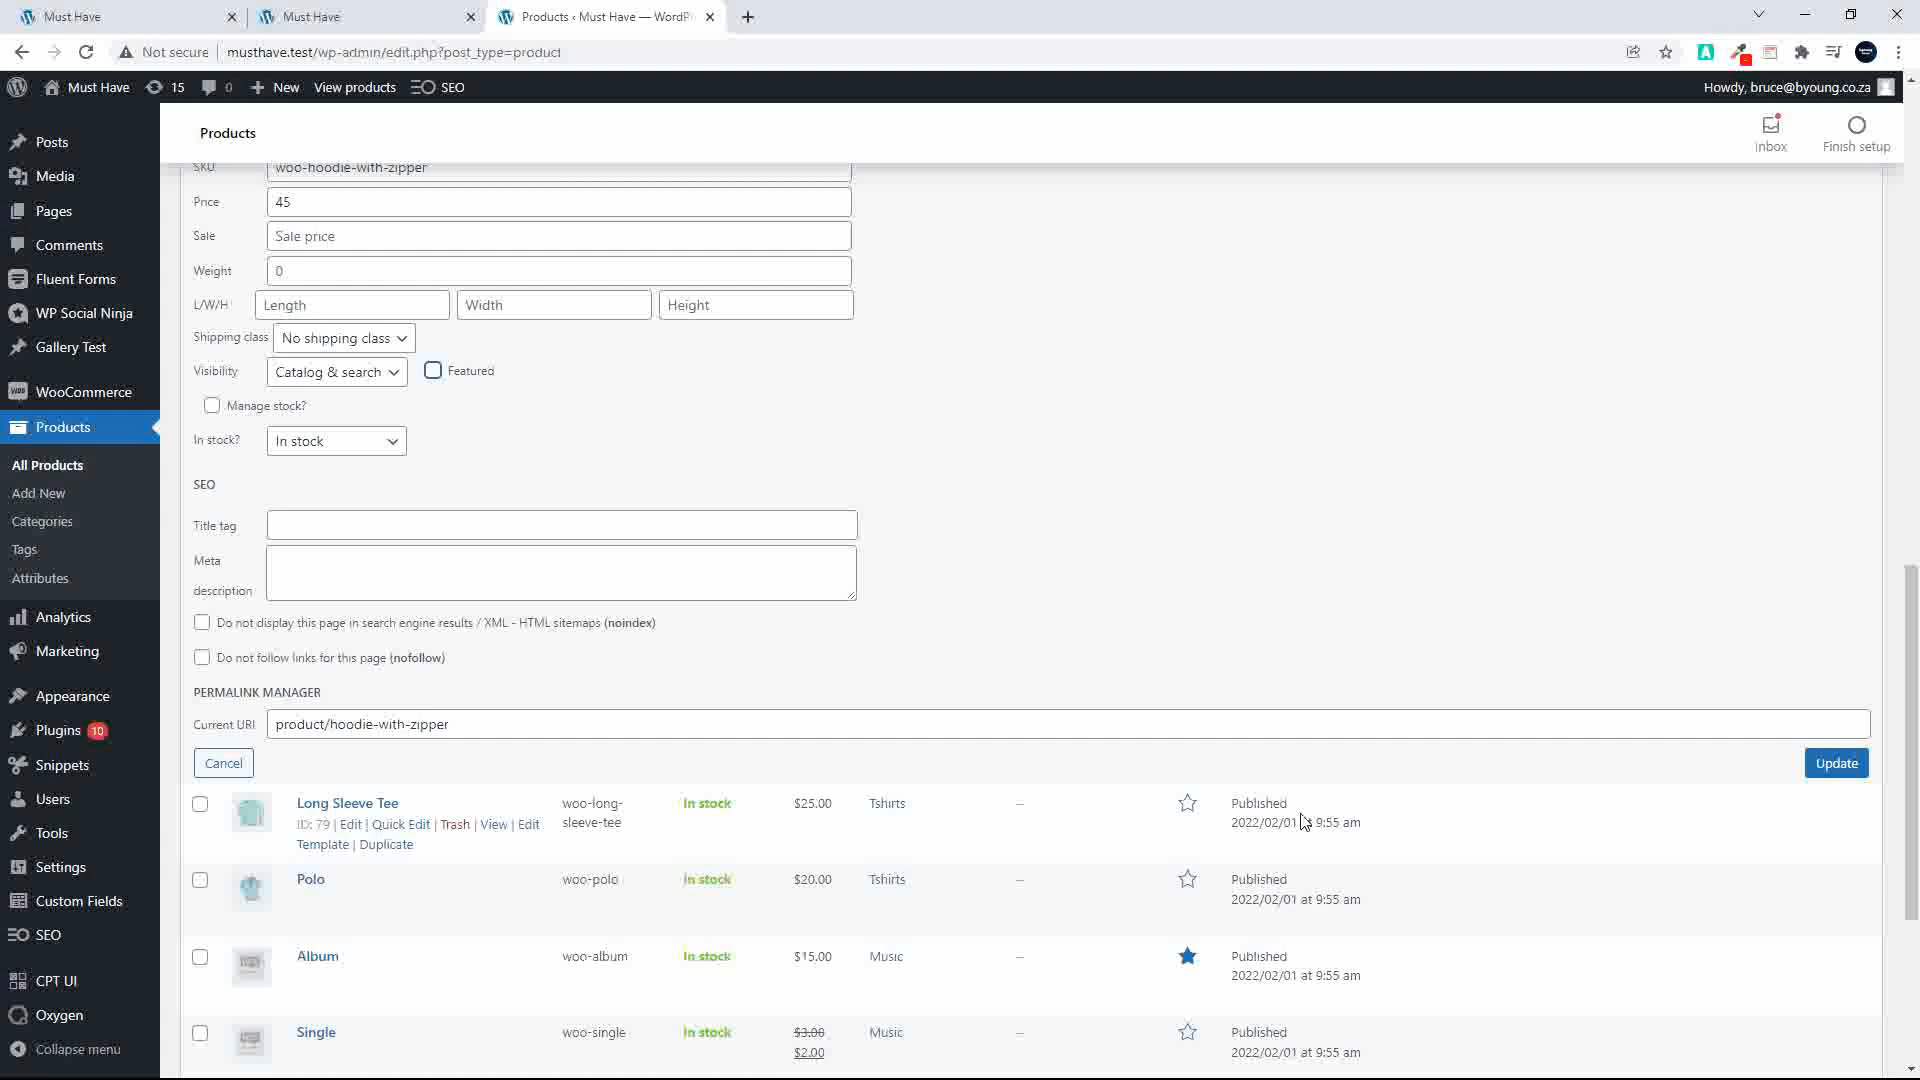 Must Have
Must Have
Products ‹ Must Have — WordP
Not secure
musthave.test/wp-admin/edit.php?post_type=product
Must Have
15
0
New
View products
SEO
Howdy, bruce@byoung.co.za
Posts
Media
Pages
Comments
Fluent Forms
WP Social Ninja
Gallery Test
WooCommerce
Products
All Products
Add New
Categories
Tags
Attributes
Analytics
Marketing
Appearance
Plugins 10
Snippets
Users
Tools
Settings
Custom Fields
SEO
CPT UI
Oxygen
Collapse menu
Products
Inbox
Finish setup
SKU woo-hoodie-with-zipper
Price 45
Sale Sale price
Weight 0
L/W/H Length Width Height
Shipping class No shipping class
Visibility Catalog & search Featured
Manage stock?
In stock? In stock
SEO
Title tag
Meta
description
Do not display this page in search engine results / XML - HTML sitemaps (noindex)
Do not follow links for this page (nofollow)
PERMALINK MANAGER
Current URI product/hoodie-with-zipper
Cancel Update
Long Sleeve Tee woo-long- In stock $25.00 Tshirts – Published
sleeve-tee 2022/02/01 at 9:55 am
ID: 79 | Edit | Quick Edit | Trash | View | Edit
Template | Duplicate
Polo woo-polo In stock $20.00 Tshirts – Published
2022/02/01 at 9:55 am
Album woo-album In stock $15.00 Music – Published
2022/02/01 at 9:55 am
Single woo-single In stock $3.00 Music – Published
$2.00 2022/02/01 at 9:55 am